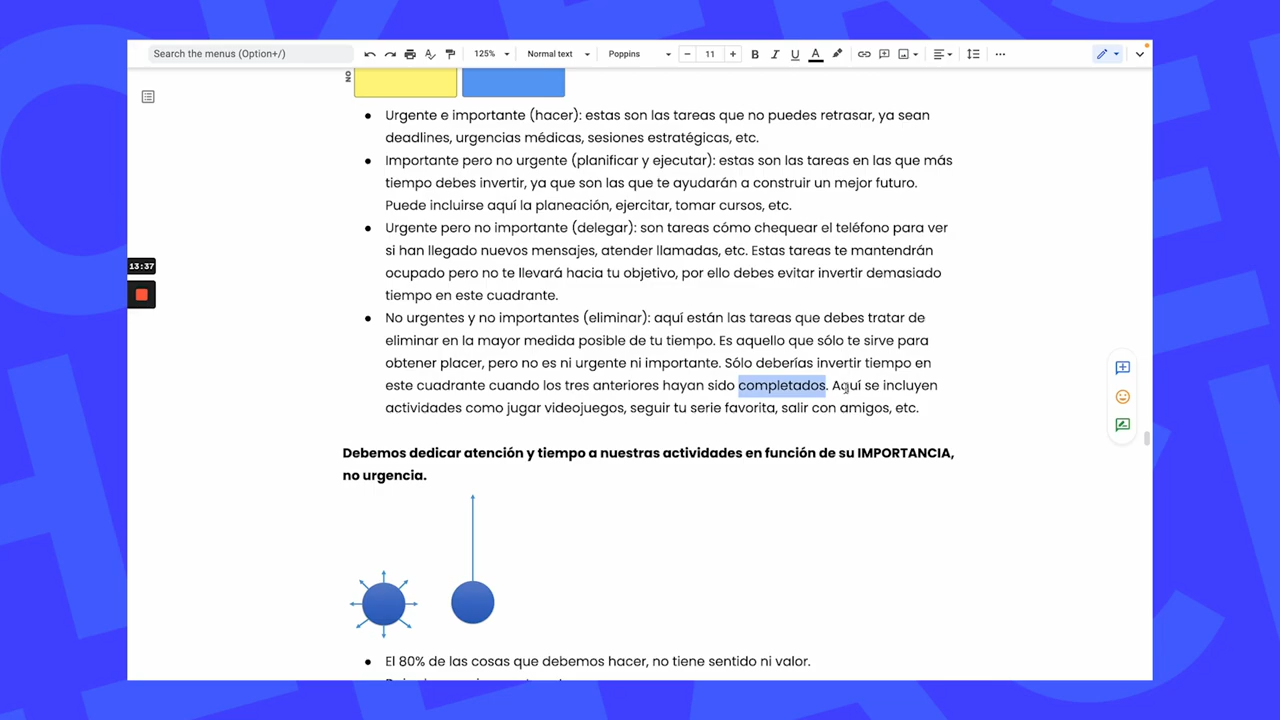 Search the menus (Option+/)
125%
Normal text
Poppins
11
B
I
U
A
NO
Urgente e importante (hacer): estas son las tareas que no puedes retrasar, ya sean
deadlines, urgencias médicas, sesiones estratégicas, etc.
Importante pero no urgente (planificar y ejecutar): estas son las tareas en las que más
tiempo debes invertir, ya que son las que te ayudarán a construir un mejor futuro.
Puede incluirse aquí la planeación, ejercitar, tomar cursos, etc.
Urgente pero no importante (delegar): son tareas cómo chequear el teléfono para ver
si han llegado nuevos mensajes, atender llamadas, etc. Estas tareas te mantendrán
ocupado pero no te llevará hacia tu objetivo, por ello debes evitar invertir demasiado
tiempo en este cuadrante.
13:37
No urgentes y no importantes (eliminar): aquí están las tareas que debes tratar de
eliminar en la mayor medida posible de tu tiempo. Es aquello que sólo te sirve para
obtener placer, pero no es ni urgente ni importante. Sólo deberías invertir tiempo en
este cuadrante cuando los tres anteriores hayan sido completados. Aquí se incluyen
actividades como jugar videojuegos, seguir tu serie favorita, salir con amigos, etc.
Debemos dedicar atención y tiempo a nuestras actividades en función de su IMPORTANCIA,
no urgencia.
El 80% de las cosas que debemos hacer, no tiene sentido ni valor.